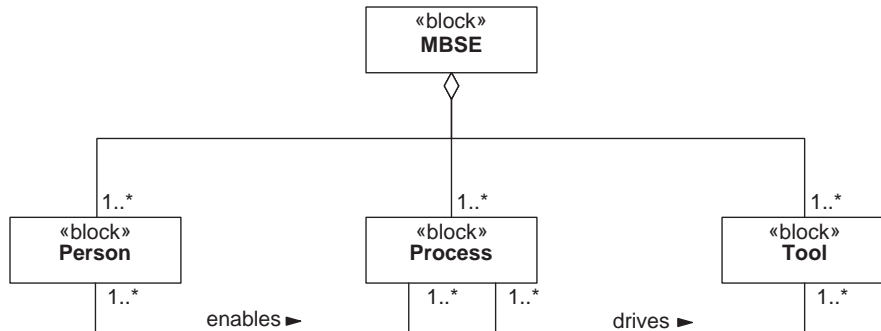 «block»
MBSE
1..* 1..* 1..*
«block» «block» «block»
Person Process Tool
1..* 1..* 1..* 1..*
enables ► drives ►